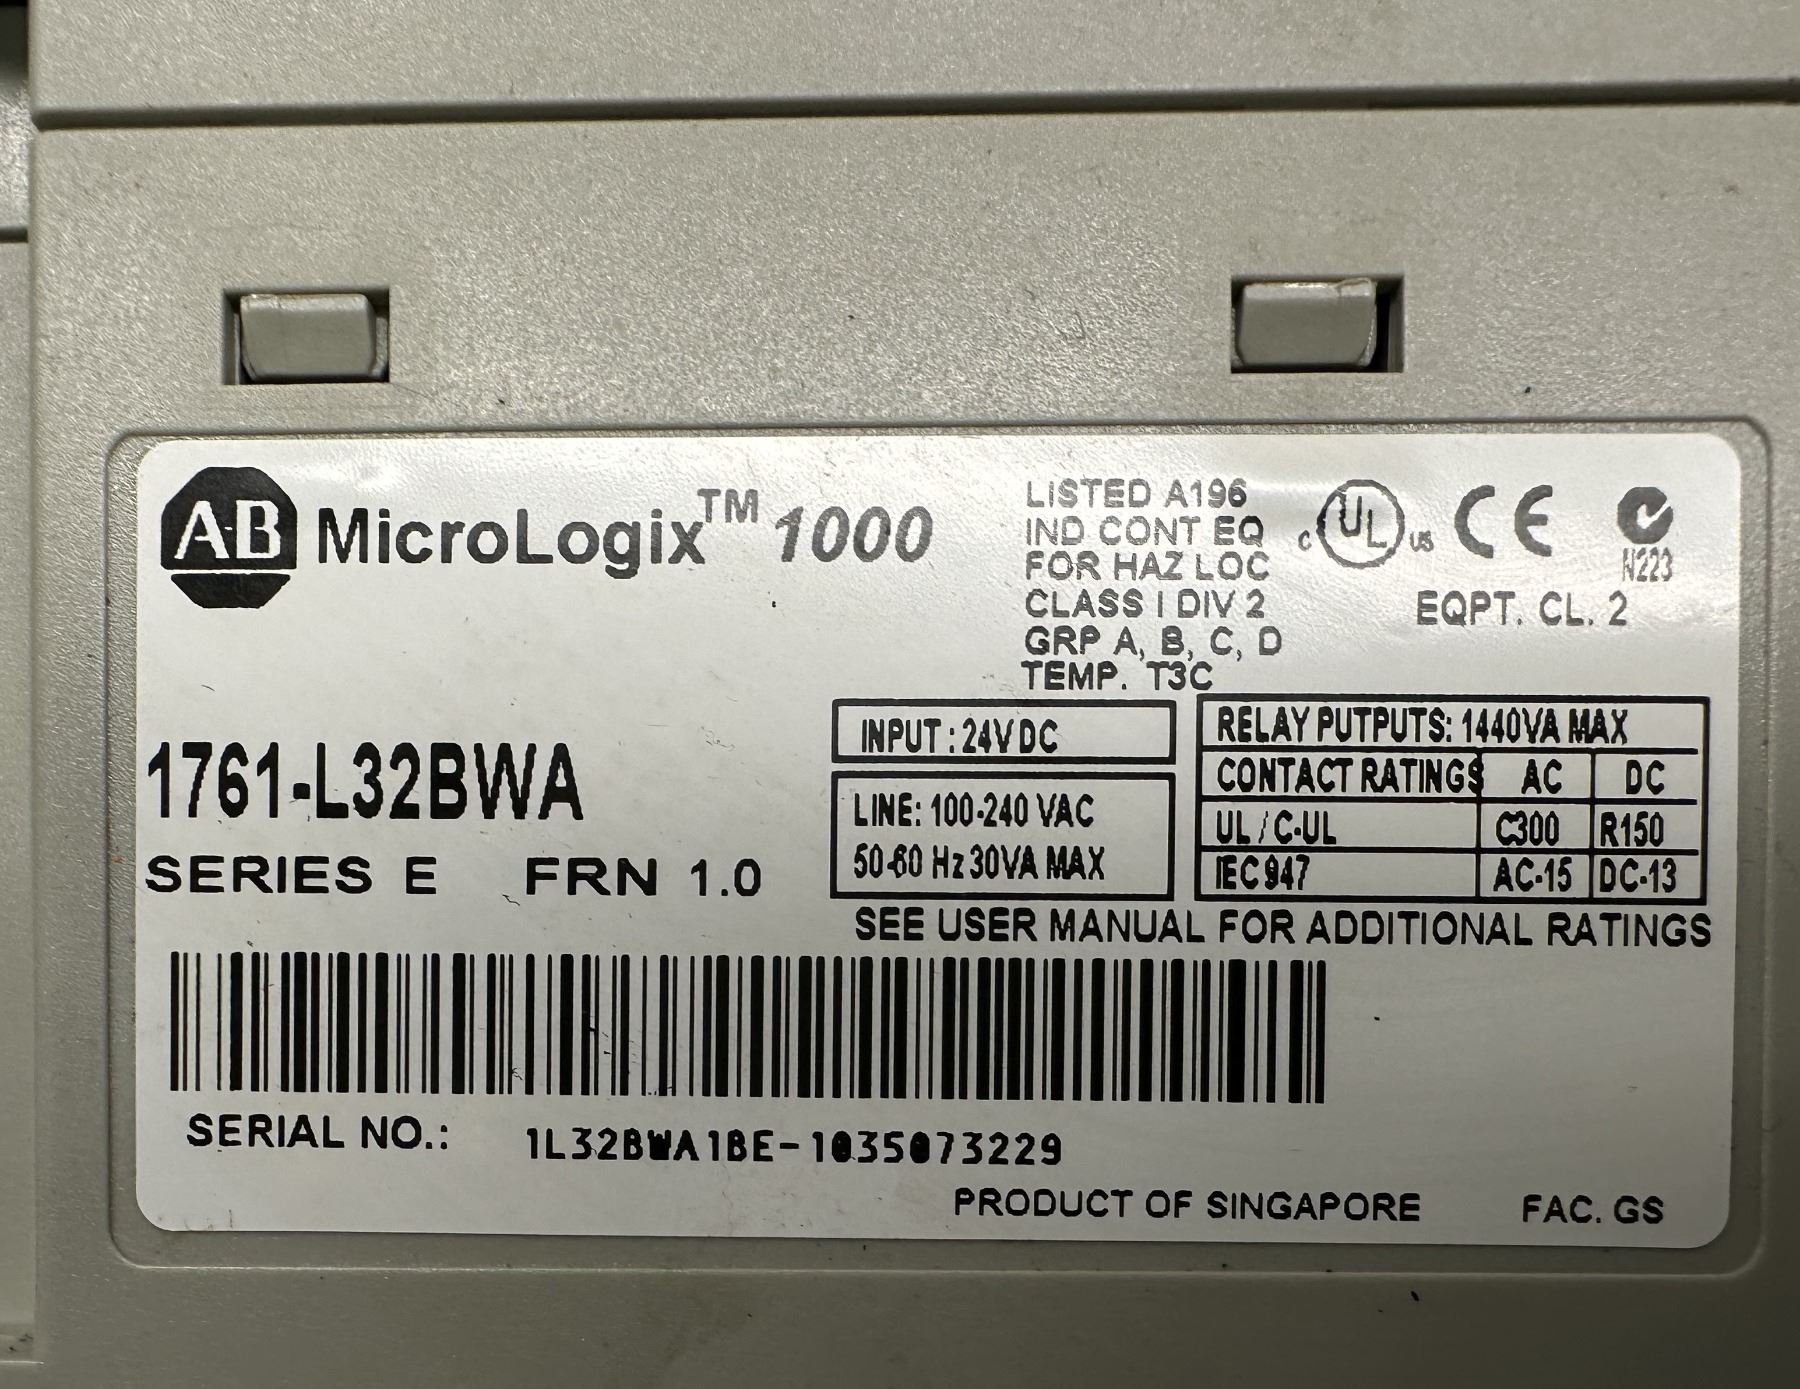 AB MicroLogix™ 1000
LISTED A196
IND CONT EQ
FOR HAZ LOC
CLASS I DIV 2
GRP A, B, C, D
TEMP. T3C
C UL US CE
N223
EQPT. CL. 2
1761-L32BWA
SERIES E FRN 1.0
INPUT: 24V DC
LINE: 100-240 VAC
50-60 Hz 30VA MAX
RELAY PUTPUTS: 1440VA MAX
CONTACT RATINGS AC DC
UL / C-UL C300 R150
IEC 947 AC-15 DC-13
SEE USER MANUAL FOR ADDITIONAL RATINGS
SERIAL NO.: 1L32BWA1BE-1035073229
PRODUCT OF SINGAPORE FAC. GS